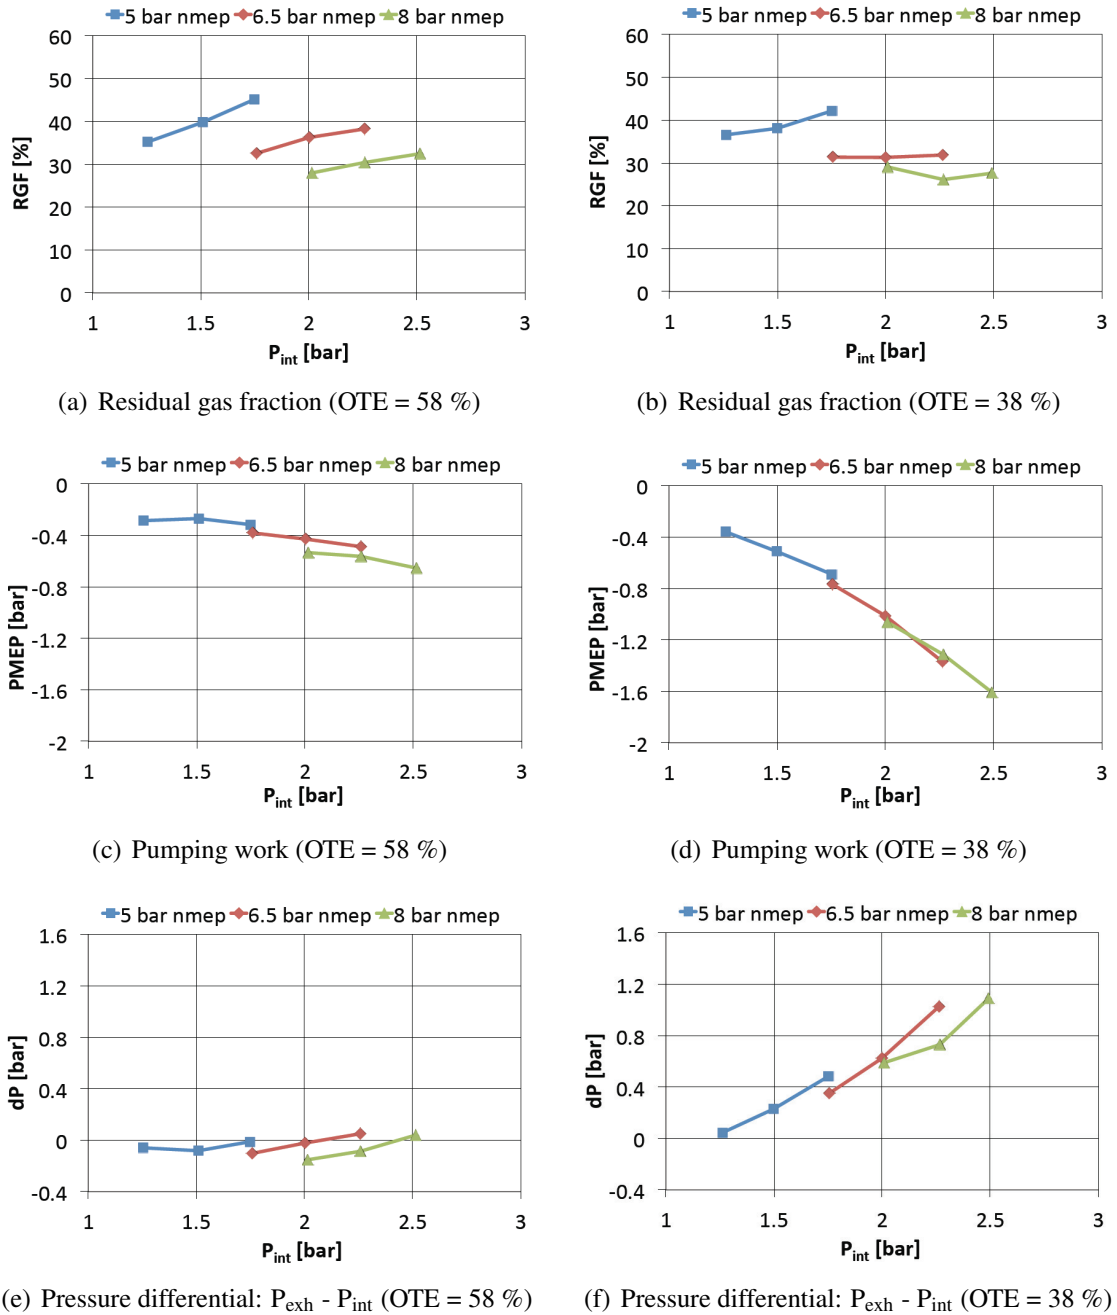 5 bar nmep 6.5 bar nmep 8 bar nmep
60
50
40
30
20
10
0
RGF [%]
1 1.5 2 2.5 3
Pint [bar]
(a) Residual gas fraction (OTE = 58 %)
5 bar nmep 6.5 bar nmep 8 bar nmep
60
50
40
30
20
10
0
RGF [%]
1 1.5 2 2.5 3
Pint [bar]
(b) Residual gas fraction (OTE = 38 %)
5 bar nmep 6.5 bar nmep 8 bar nmep
0
-0.4
-0.8
-1.2
-1.6
-2
PMEP [bar]
1 1.5 2 2.5 3
Pint [bar]
(c) Pumping work (OTE = 58 %)
5 bar nmep 6.5 bar nmep 8 bar nmep
0
-0.4
-0.8
-1.2
-1.6
-2
PMEP [bar]
1 1.5 2 2.5 3
Pint [bar]
(d) Pumping work (OTE = 38 %)
5 bar nmep 6.5 bar nmep 8 bar nmep
1.6
1.2
0.8
0.4
0
-0.4
dP [bar]
1 1.5 2 2.5 3
Pint [bar]
(e) Pressure differential: Pexh - Pint (OTE = 58 %)
5 bar nmep 6.5 bar nmep 8 bar nmep
1.6
1.2
0.8
0.4
0
-0.4
dP [bar]
1 1.5 2 2.5 3
Pint [bar]
(f) Pressure differential: Pexh - Pint (OTE = 38 %)